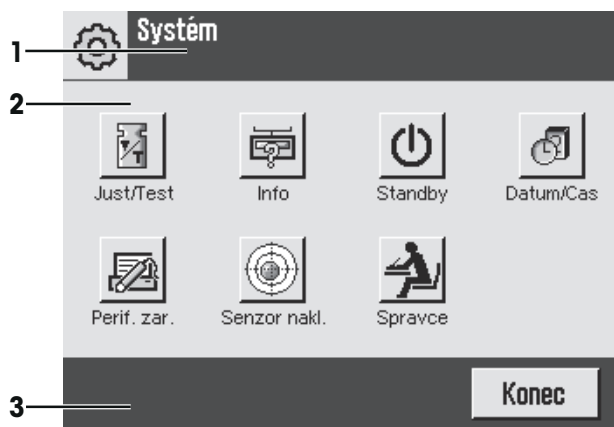 Systém
1
2
Just/Test Info Standby Datum/Cas
Perif. zar. Senzor nakl. Spravce
3
Konec